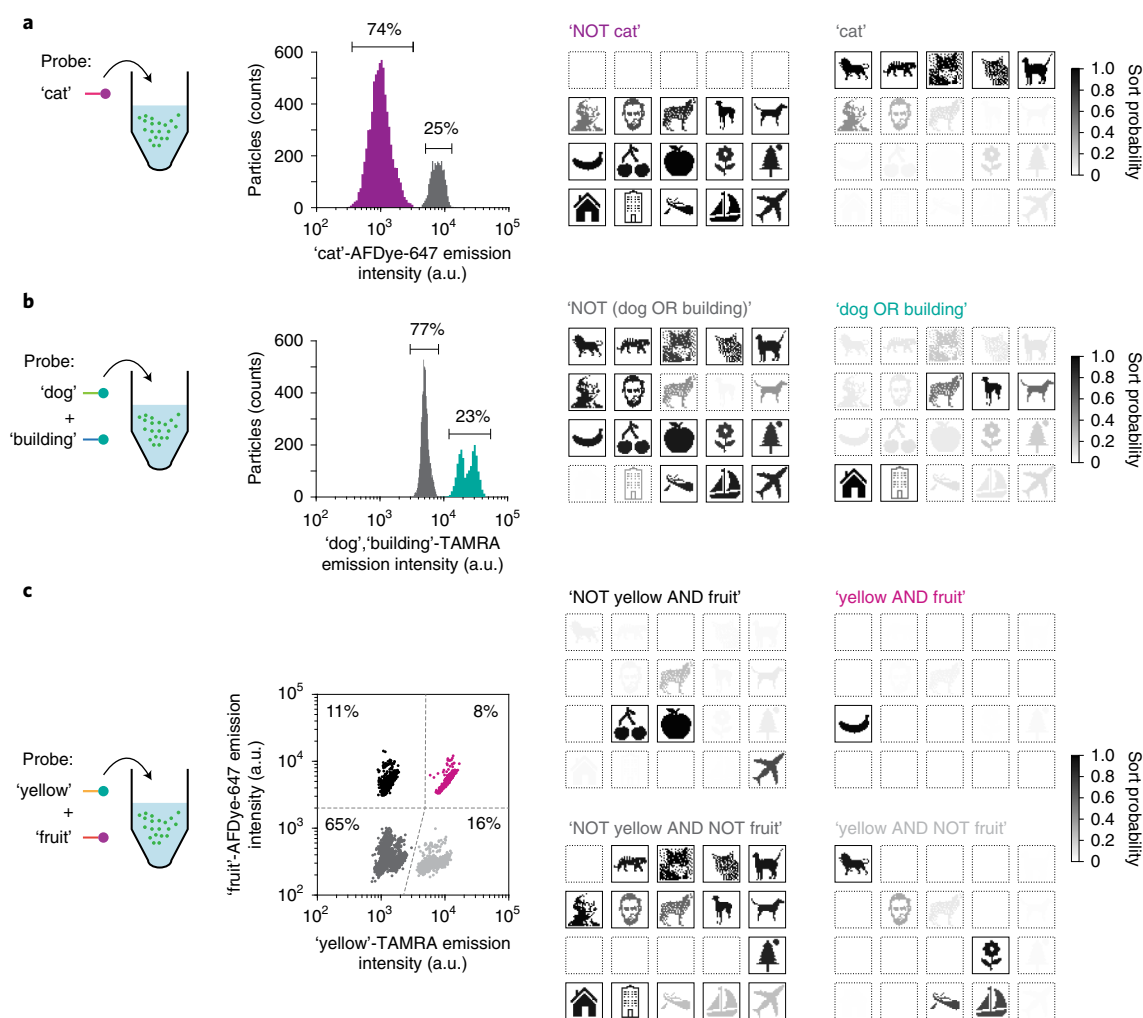 a
Probe:
‘cat’
Particles (counts)
600
400
200
0
74%
25%
10² 10³ 10⁴ 10⁵
‘cat’-AFDye-647 emission
intensity (a.u.)
‘NOT cat’
‘cat’
1.0
0.8
0.6
0.4
0.2
0
Sort probability
b
Probe:
‘dog’
+
‘building’
Particles (counts)
600
400
200
0
77%
23%
10² 10³ 10⁴ 10⁵
‘dog’,‘building’-TAMRA
emission intensity (a.u.)
‘NOT (dog OR building)’
‘dog OR building’
1.0
0.8
0.6
0.4
0.2
0
Sort probability
c
Probe:
‘yellow’
+
‘fruit’
‘fruit’-AFDye-647 emission
intensity (a.u.)
10⁵
10⁴
10³
10²
11%
8%
65%
16%
10² 10³ 10⁴ 10⁵
‘yellow’-TAMRA emission
intensity (a.u.)
‘NOT yellow AND fruit’
‘yellow AND fruit’
‘NOT yellow AND NOT fruit’
‘yellow AND NOT fruit’
1.0
0.8
0.6
0.4
0.2
0
Sort probability